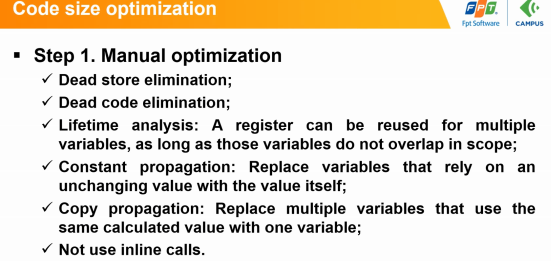 Code size optimization
FPT.
Fpt Software
CAMPUS
▪ Step 1. Manual optimization
✓ Dead store elimination;
✓ Dead code elimination;
✓ Lifetime analysis: A register can be reused for multiple
variables, as long as those variables do not overlap in scope;
✓ Constant propagation: Replace variables that rely on an
unchanging value with the value itself;
✓ Copy propagation: Replace multiple variables that use the
same calculated value with one variable;
✓ Not use inline calls.